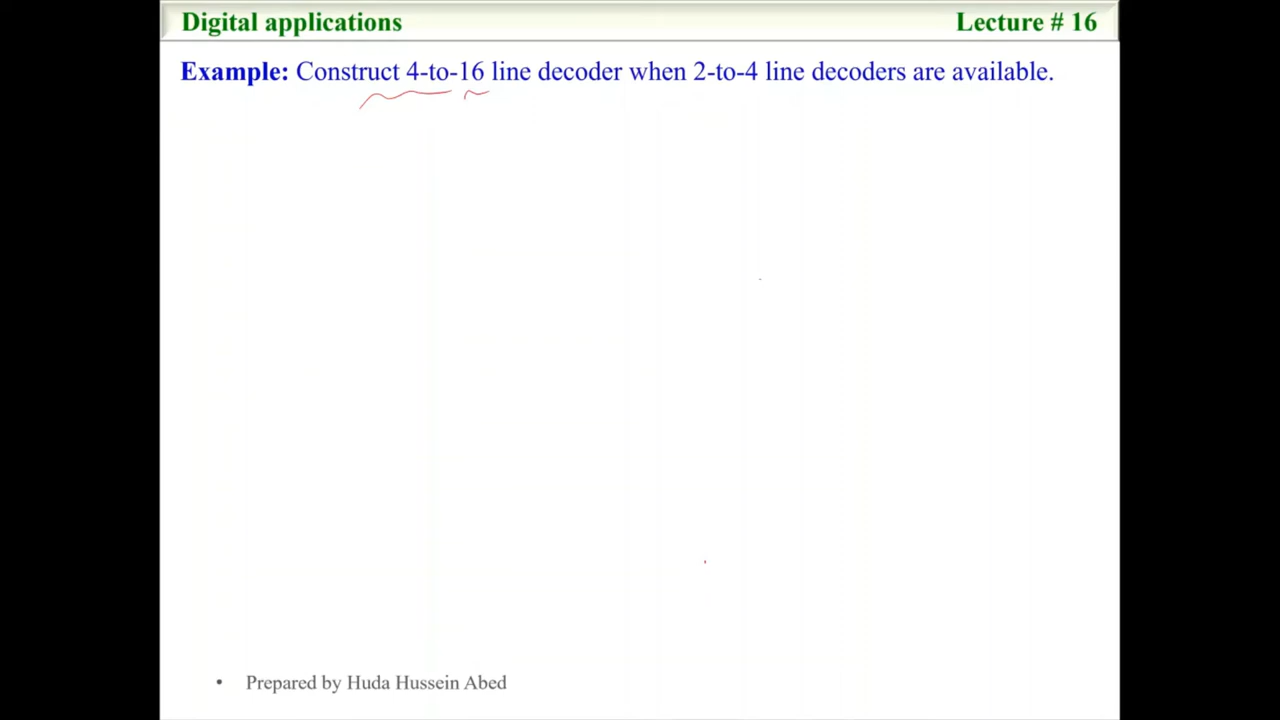 Digital applications Lecture # 16
Example: Construct 4-to-16 line decoder when 2-to-4 line decoders are available.
• Prepared by Huda Hussein Abed